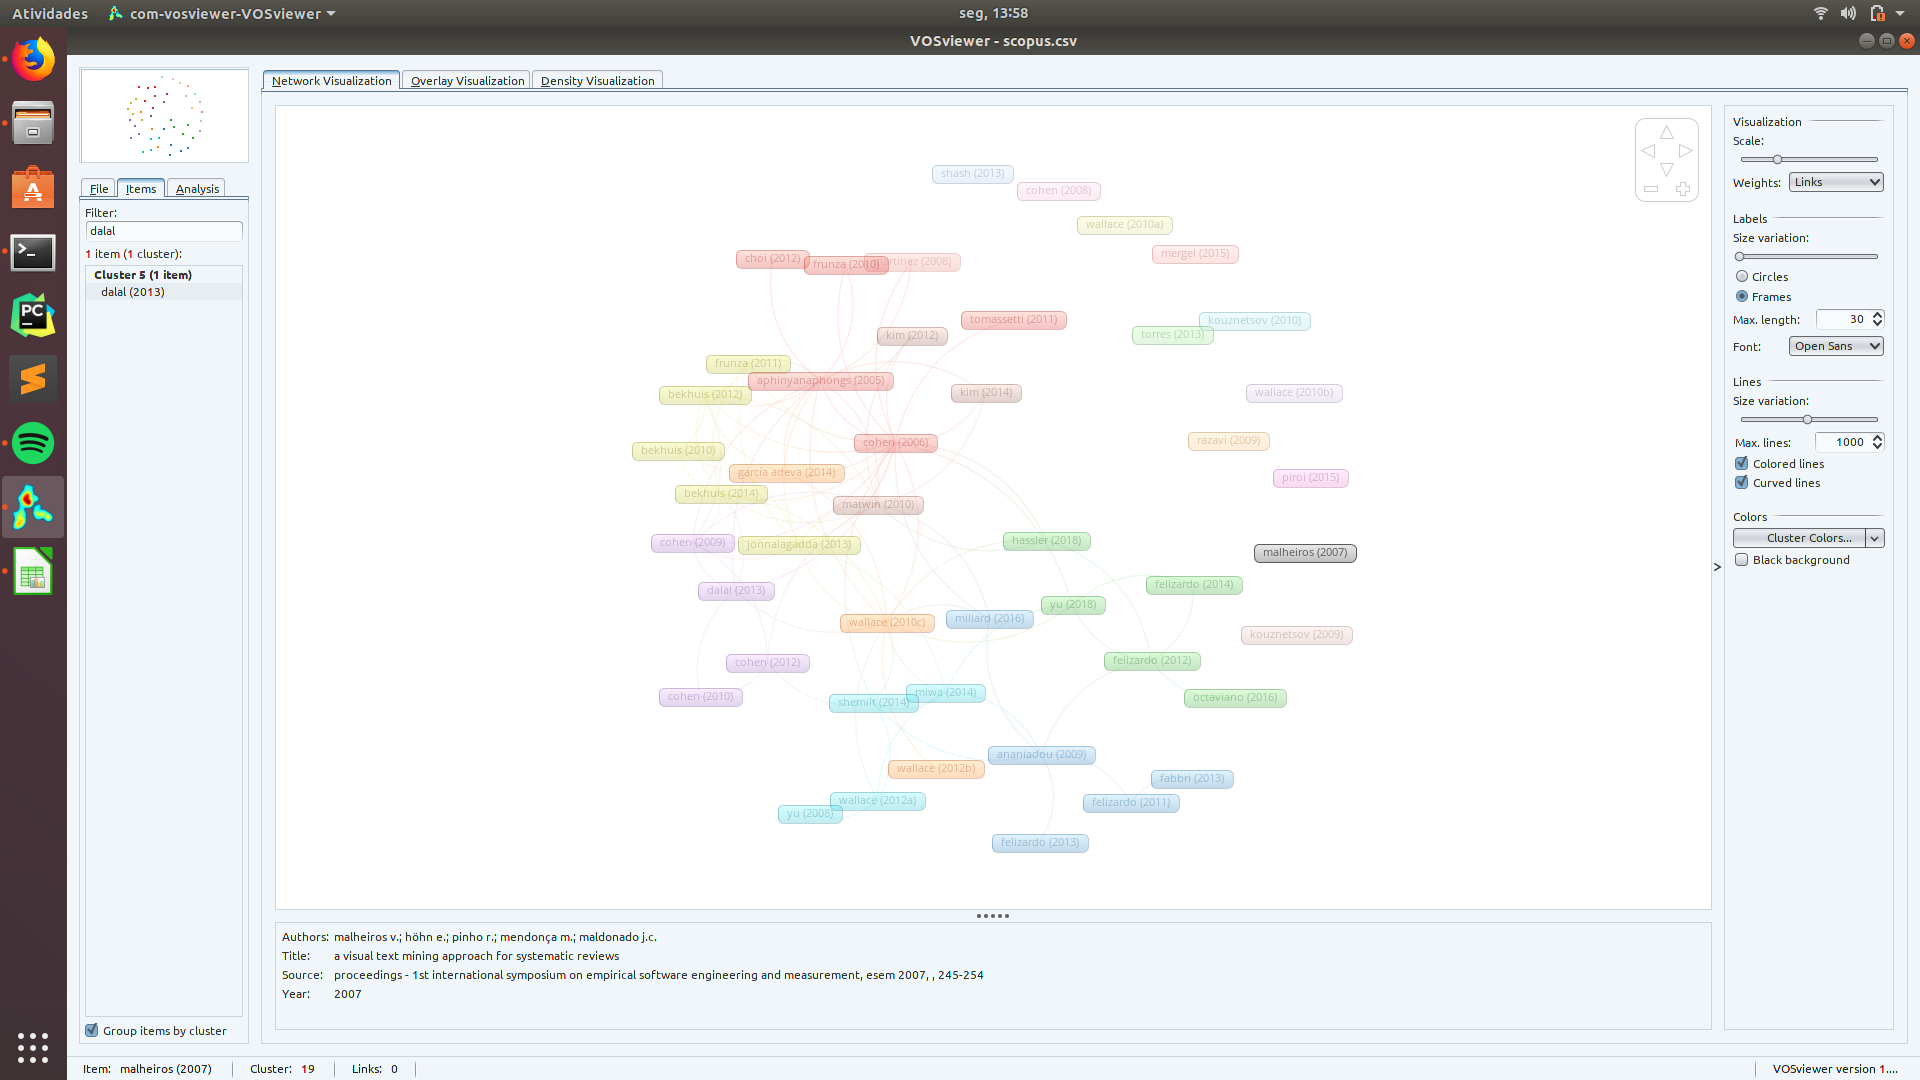 Atividades
com-vosviewer-VOSviewer
seg, 13:58
VOSviewer - scopus.csv
Network Visualization
Overlay Visualization
Density Visualization
File
Items
Analysis
Filter:
dalal
1 item (1 cluster):
Cluster 5 (1 item)
dalal (2013)
Group items by cluster
shash (2013)
cohen (2008)
wallace (2010a)
mergel (2015)
choi (2012)
frunza (2010)
martinez (2008)
tomassetti (2011)
kouznetsov (2010)
torres (2013)
kim (2012)
frunza (2011)
aphinyanaphongs (2005)
bekhuis (2012)
kim (2014)
wallace (2010b)
cohen (2006)
razavi (2009)
bekhuis (2010)
garcía adeva (2014)
piroi (2015)
bekhuis (2014)
matwin (2010)
cohen (2009)
jonnalagadda (2013)
hassler (2018)
malheiros (2007)
dalal (2013)
felizardo (2014)
yu (2018)
wallace (2010c)
millard (2016)
kouznetsov (2009)
cohen (2012)
felizardo (2012)
cohen (2010)
miwa (2014)
shemilt (2014)
octaviano (2016)
ananiadou (2009)
wallace (2012b)
fabbri (2013)
wallace (2012a)
felizardo (2011)
yu (2008)
felizardo (2013)
Visualization
Scale:
Weights: Links
Labels
Size variation:
Circles
Frames
Max. length: 30
Font: Open Sans
Lines
Size variation:
Max. lines: 1000
Colored lines
Curved lines
Colors
Cluster Colors...
Black background
>
Authors: malheiros v.; höhn e.; pinho r.; mendonça m.; maldonado j.c.
Title: a visual text mining approach for systematic reviews
Source: proceedings - 1st international symposium on empirical software engineering and measurement, esem 2007, , 245-254
Year: 2007
Item: malheiros (2007)
Cluster: 19
Links: 0
VOSviewer version 1....